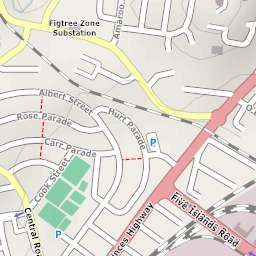 Figtree Zone
Substation
Amaroo
Albert Street
Hurt Parade
Rose Parade
P
Carr Parade
Cook Street
Five Islands Road
Central Ro
nces Highway
P